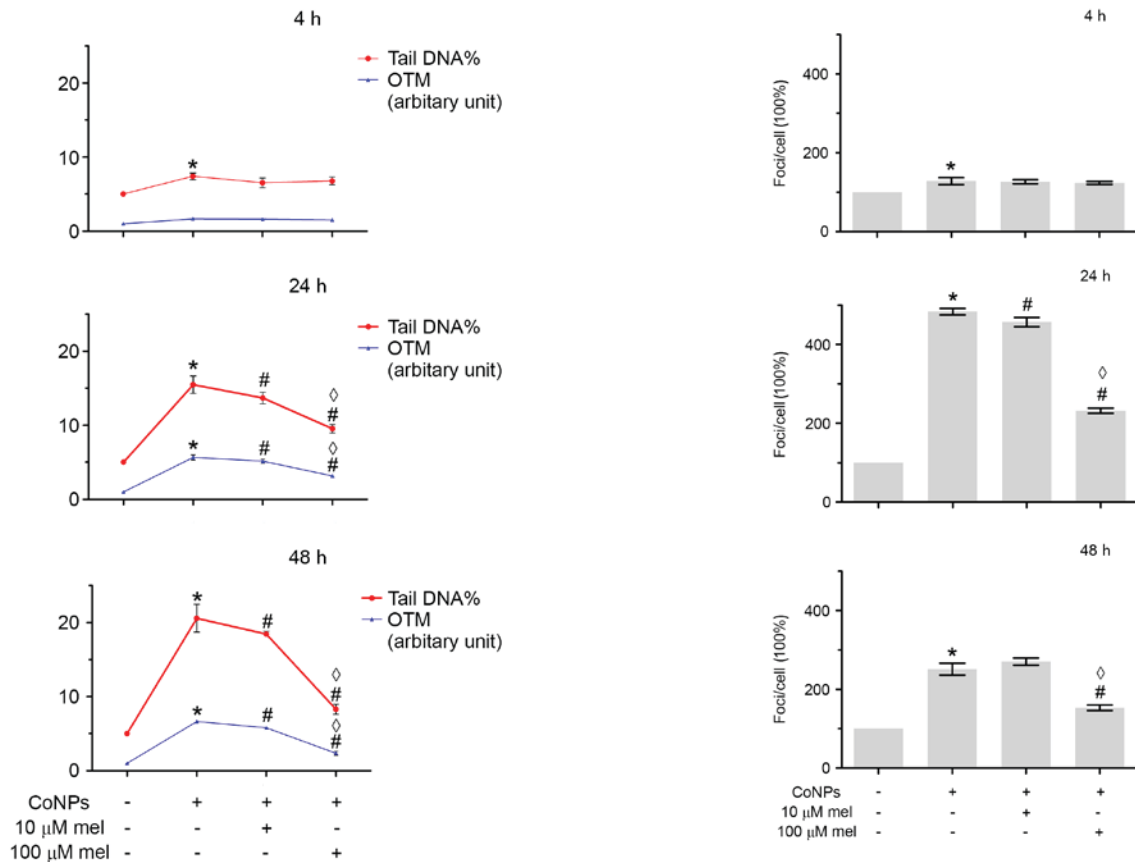 4 h
Tail DNA%
OTM
(arbitary unit)
20
10
0
*
24 h
Tail DNA%
OTM
(arbitary unit)
20
10
0
*
#
◊
#
*
#
◊
#
48 h
Tail DNA%
OTM
(arbitary unit)
20
10
0
*
#
◊
#
*
#
◊
#
CoNPs - + + +
10 μM mel - - + -
100 μM mel - - - +
4 h
Foci/cell (100%)
400
200
0
*
24 h
Foci/cell (100%)
400
200
0
*
#
◊
#
48 h
Foci/cell (100%)
400
200
0
*
◊
#
CoNPs - + + +
10 μM mel - - + -
100 μM mel - - - +